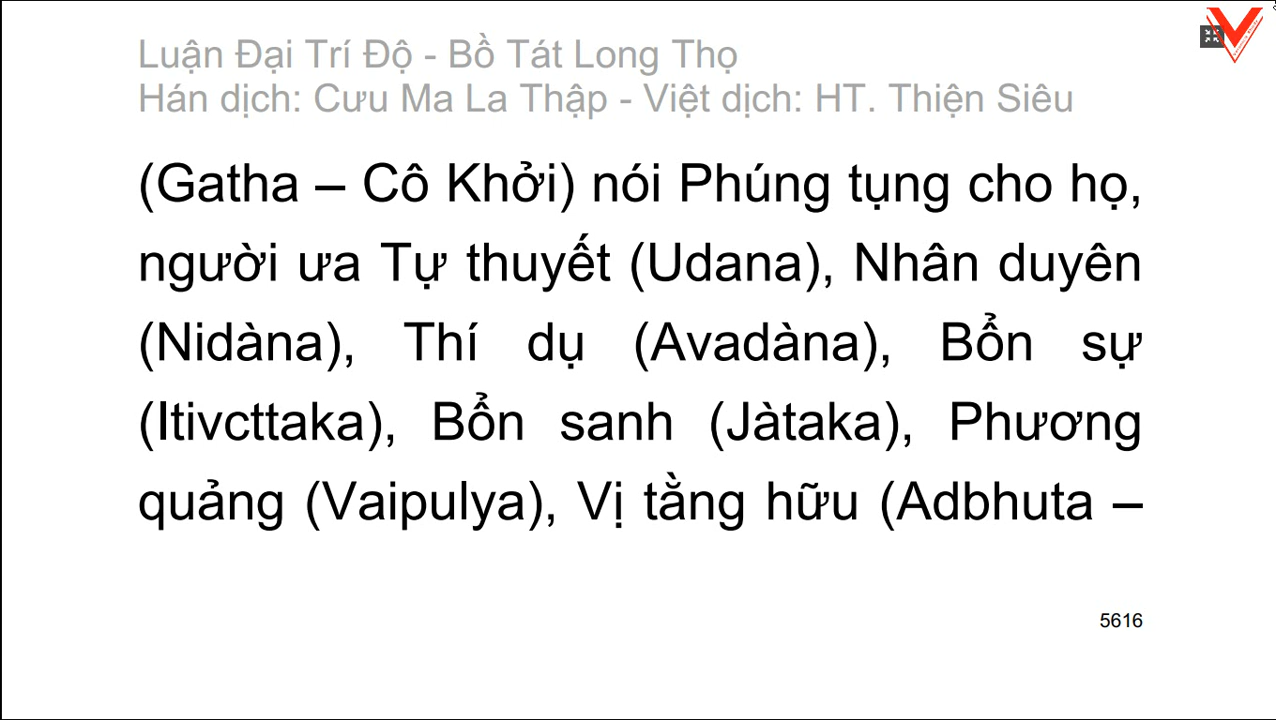 Luận Đại Trí Độ - Bồ Tát Long Thọ
Hán dịch: Cưu Ma La Thập - Việt dịch: HT. Thiện Siêu
(Gatha – Cô Khởi) nói Phúng tụng cho họ,
người ưa Tự thuyết (Udana), Nhân duyên
(Nidàna), Thí dụ (Avadàna), Bổn sự
(Itivcttaka), Bổn sanh (Jàtaka), Phương
quảng (Vaipulya), Vị tằng hữu (Adbhuta –
5616